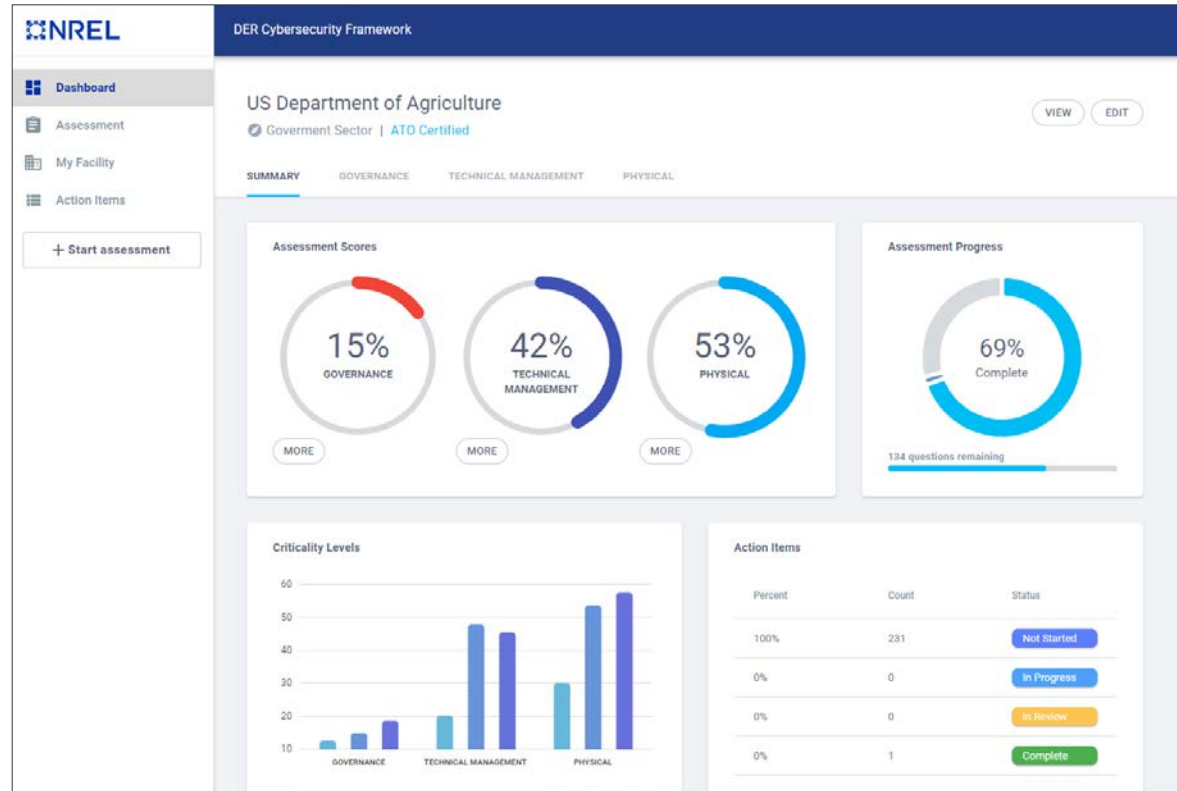 NREL
DER Cybersecurity Framework
Dashboard
Assessment
My Facility
Action Items
+ Start assessment
US Department of Agriculture
Goverment Sector | ATO Certified
VIEW EDIT
SUMMARY GOVERNANCE TECHNICAL MANAGEMENT PHYSICAL
Assessment Scores
15%
GOVERNANCE
MORE
42%
TECHNICAL
MANAGEMENT
MORE
53%
PHYSICAL
MORE
Assessment Progress
69%
Complete
134 questions remaining
Criticality Levels
60
50
40
30
20
10
GOVERNANCE TECHNICAL MANAGEMENT PHYSICAL
Action Items
Percent Count Status
100% 231 Not Started
0% 0 In Progress
0% 0 In Review
0% 1 Complete